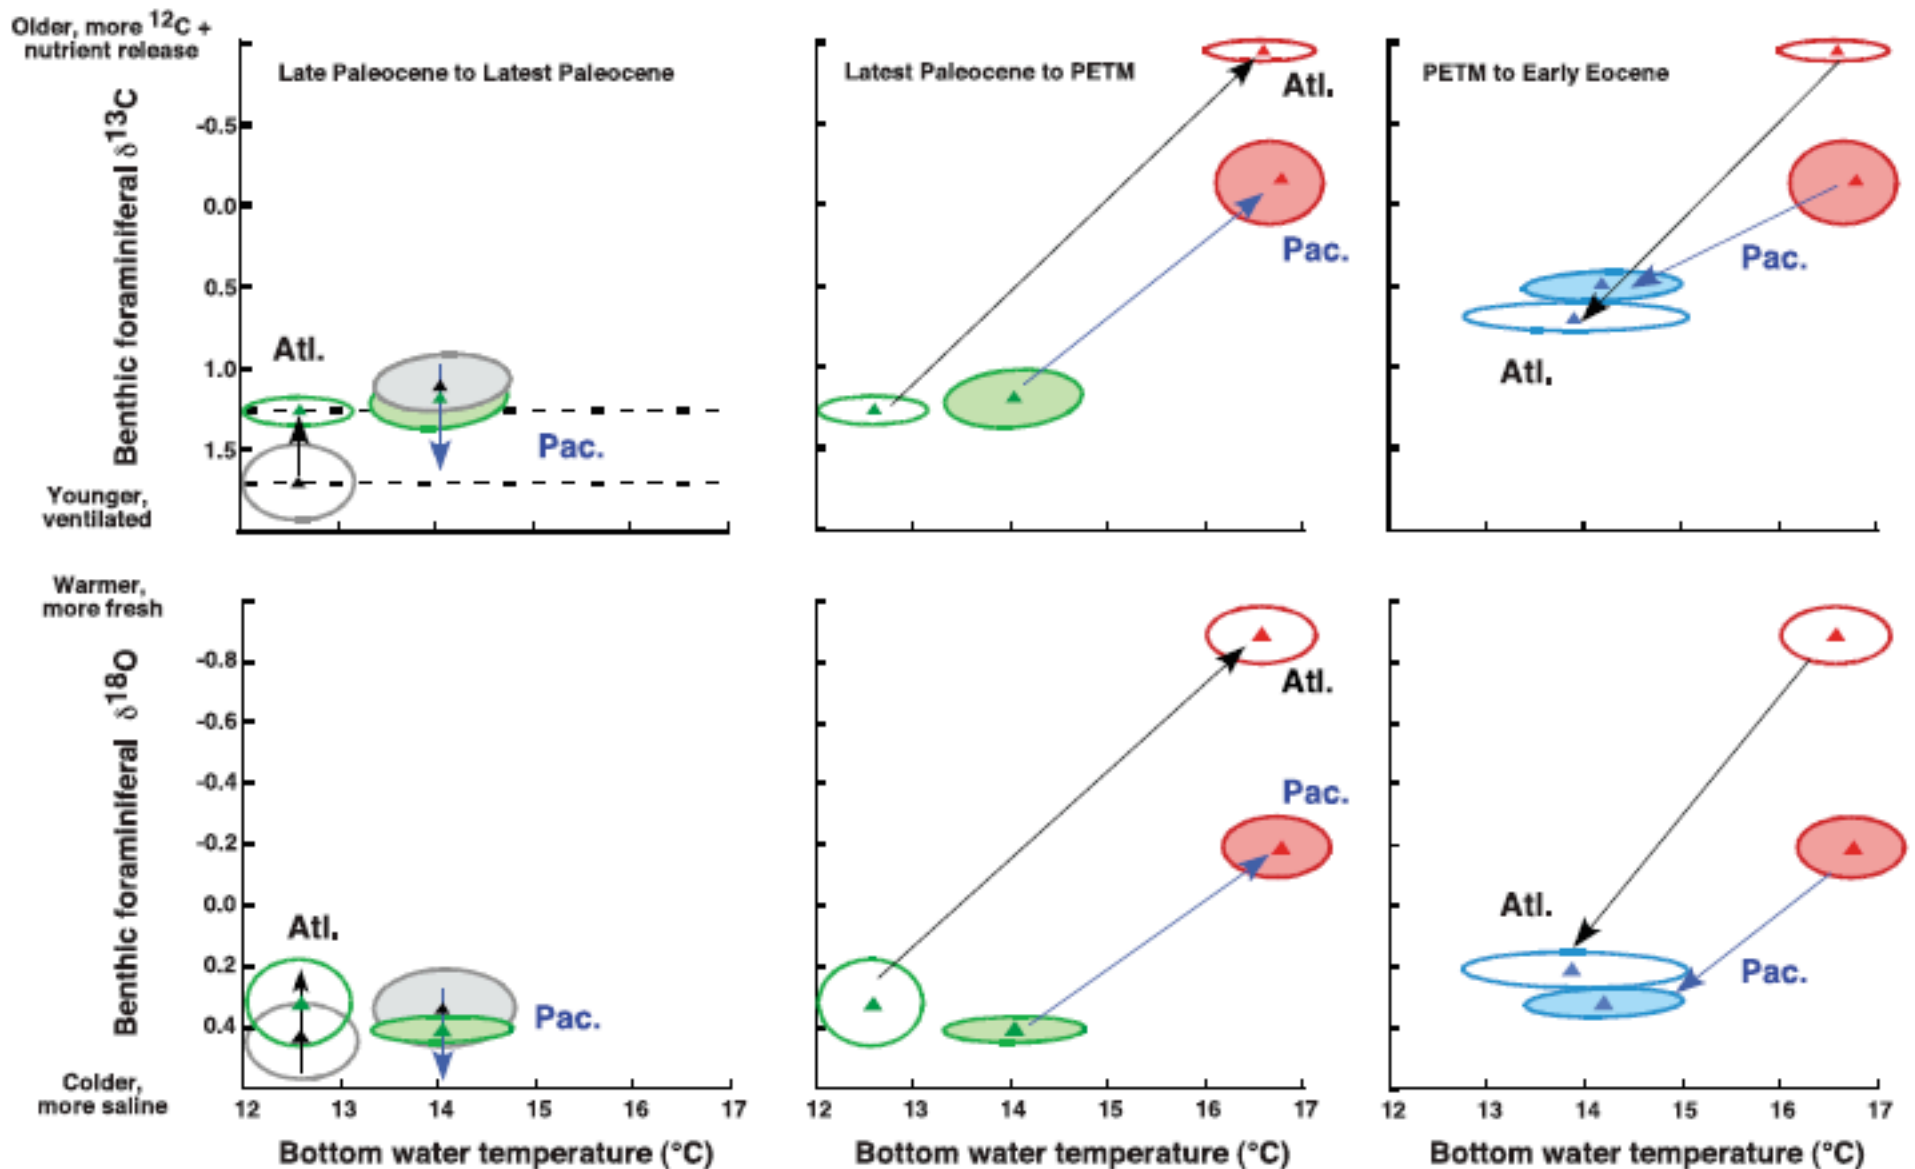 Older, more ¹²C +
nutrient release
Late Paleocene to Latest Paleocene
Latest Paleocene to PETM
PETM to Early Eocene
Benthic foraminiferal δ¹³C
-0.5
0.0
0.5
1.0
1.5
Younger,
ventilated
Atl.
Pac.
Atl.
Pac.
Pac.
Atl.
Warmer,
more fresh
Benthic foraminiferal δ¹⁸O
-0.8
-0.6
-0.4
-0.2
0.0
0.2
0.4
Colder,
more saline
Atl.
Pac.
Atl.
Pac.
Atl.
Pac.
12 13 14 15 16 17
12 13 14 15 16 17
12 13 14 15 16 17
Bottom water temperature (°C)
Bottom water temperature (°C)
Bottom water temperature (°C)